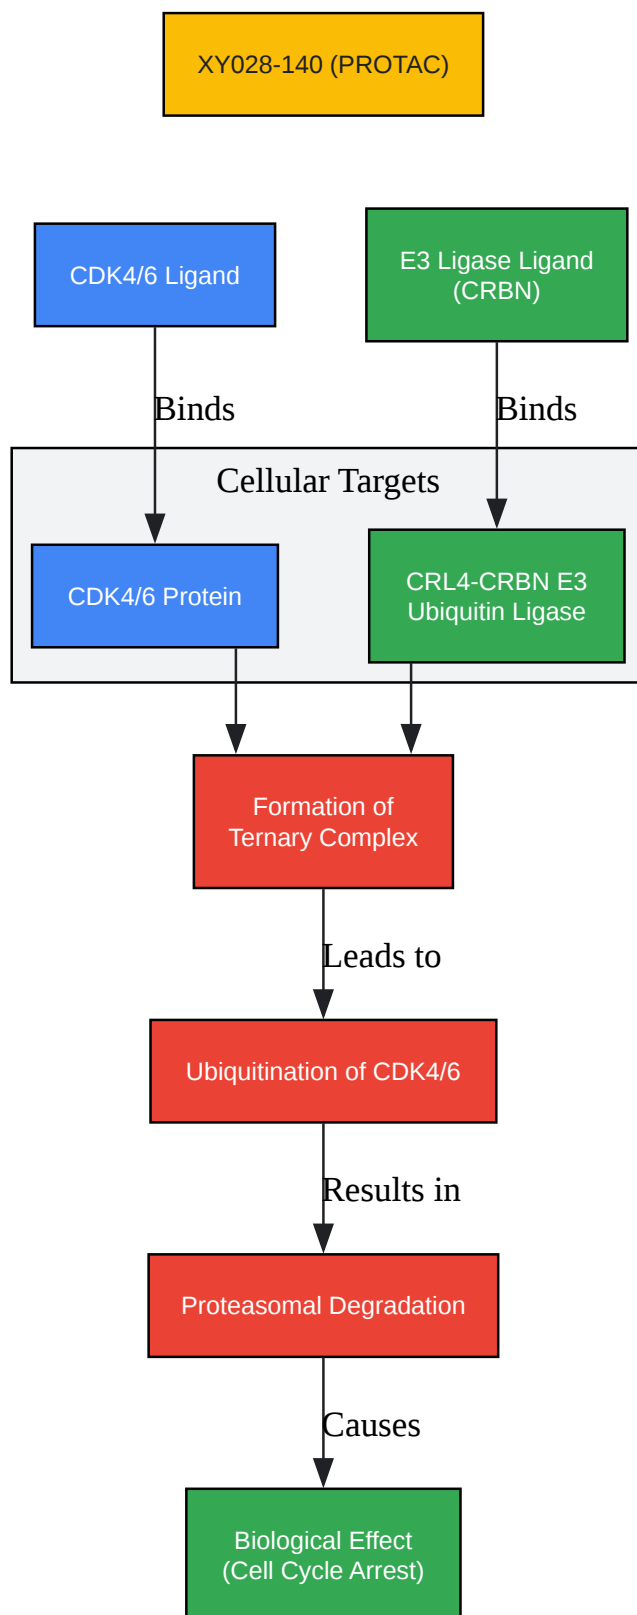 XY028-140 (PROTAC)
CDK4/6 Ligand
E3 Ligase Ligand
(CRBN)
Binds
Binds
Cellular Targets
CDK4/6 Protein
CRL4-CRBN E3
Ubiquitin Ligase
Formation of
Ternary Complex
Leads to
Ubiquitination of CDK4/6
Results in
Proteasomal Degradation
Causes
Biological Effect
(Cell Cycle Arrest)